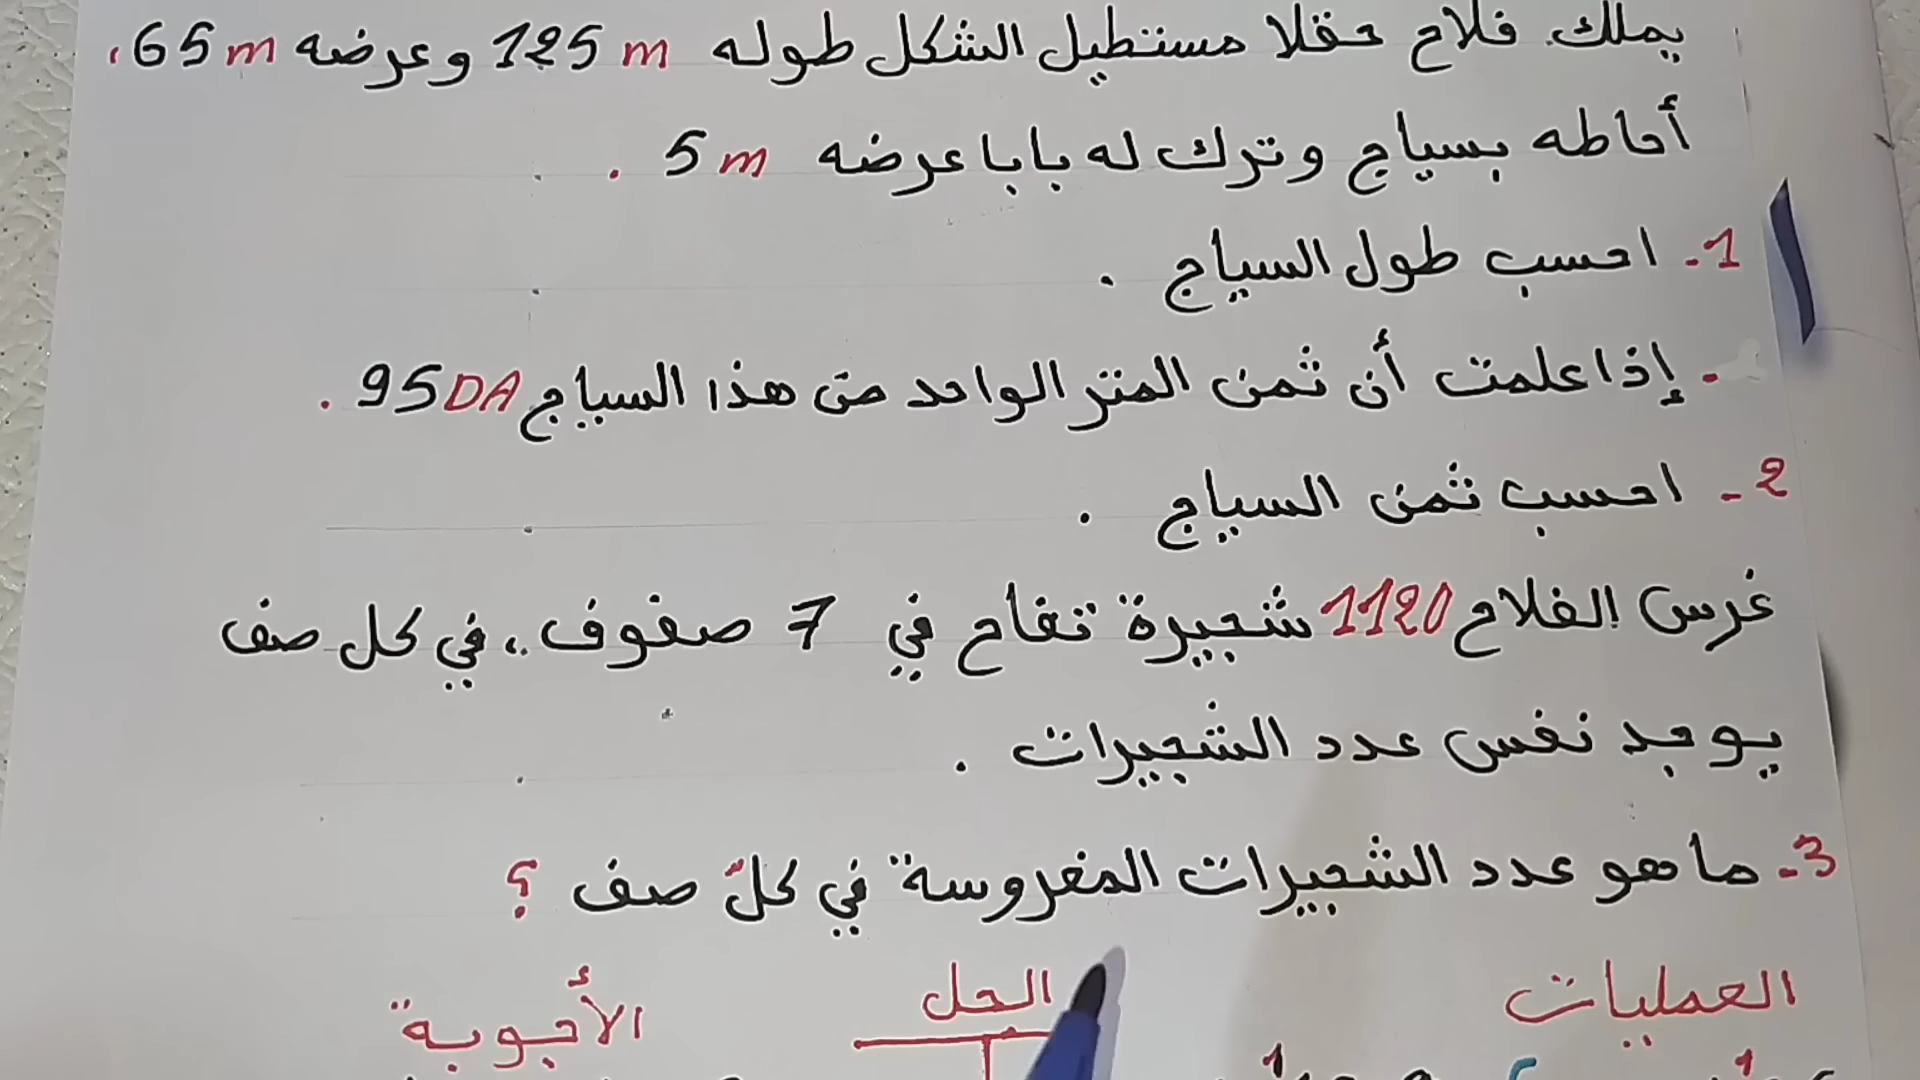 يملك فلاح حقلا مستطيل الشكل طوله 125 m وعرضه 65 m،
أحاطه بسياج وترك له بابا عرضه 5 m .
1- احسب طول السياج .
- إذا علمت أن ثمن المتر الواحد من هذا السياج 95 DA .
2- احسب ثمن السياج .
غرس الفلاح 1120 شجيرة تفاح في 7 صفوف، في كل صف
يوجد نفس عدد الشجيرات .
3- ما هو عدد الشجيرات المغروسة في كلّ صف ؟
العمليات الحل الأجوبة